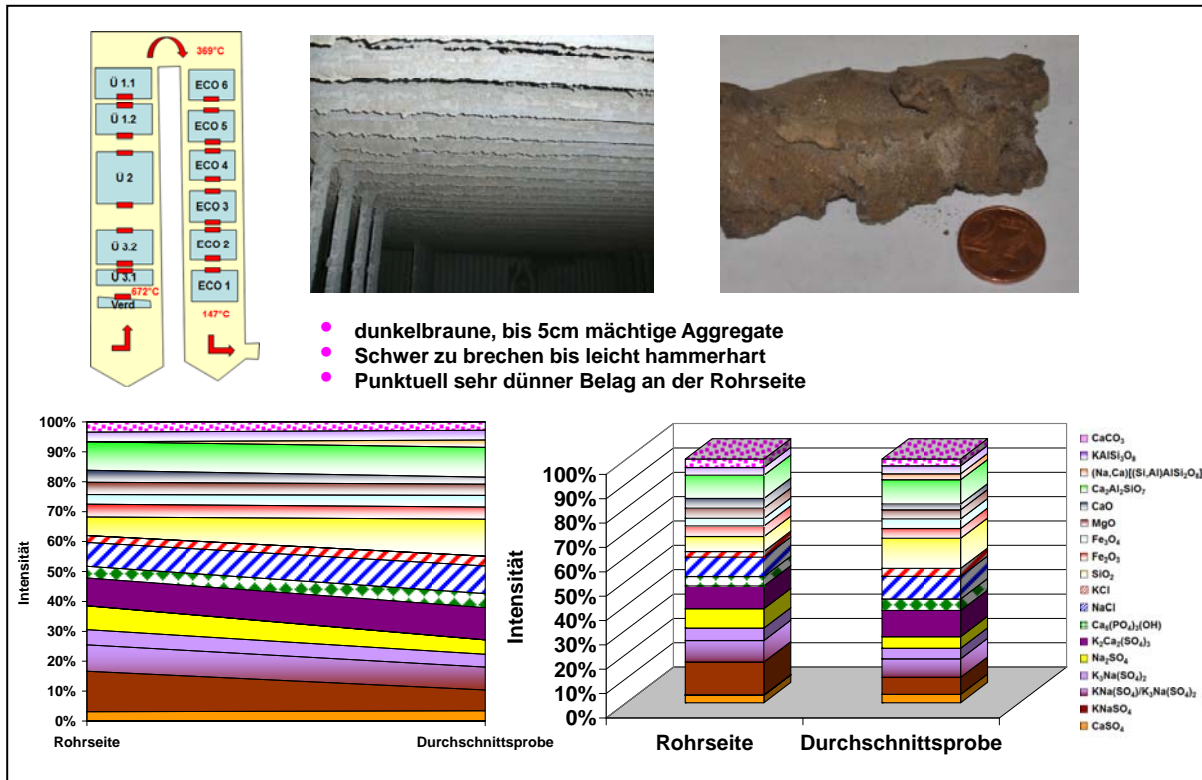 369°C
Ü 1.1
Ü 1.2
Ü 2
Ü 3.2
Ü 3.1
672°C
Verd
ECO 6
ECO 5
ECO 4
ECO 3
ECO 2
ECO 1
147°C
dunkelbraune, bis 5cm mächtige Aggregate
Schwer zu brechen bis leicht hammerhart
Punktuell sehr dünner Belag an der Rohrseite
Intensität
100%
90%
80%
70%
60%
50%
40%
30%
20%
10%
0%
Rohrseite
Durchschnittsprobe
Intensität
100%
90%
80%
70%
60%
50%
40%
30%
20%
10%
0%
Rohrseite
Durchschnittsprobe
CaCO₃
KAlSi₃O₈
(Na,Ca)[(Si,Al)AlSi₂O₈]
Ca₂Al₂SiO₇
CaO
MgO
Fe₃O₄
Fe₂O₃
SiO₂
KCl
NaCl
Ca₅(PO₄)₃(OH)
K₂Ca₂(SO₄)₃
Na₂SO₄
K₃Na(SO₄)₂
KNa(SO₄)/K₃Na(SO₄)₂
KNaSO₄
CaSO₄